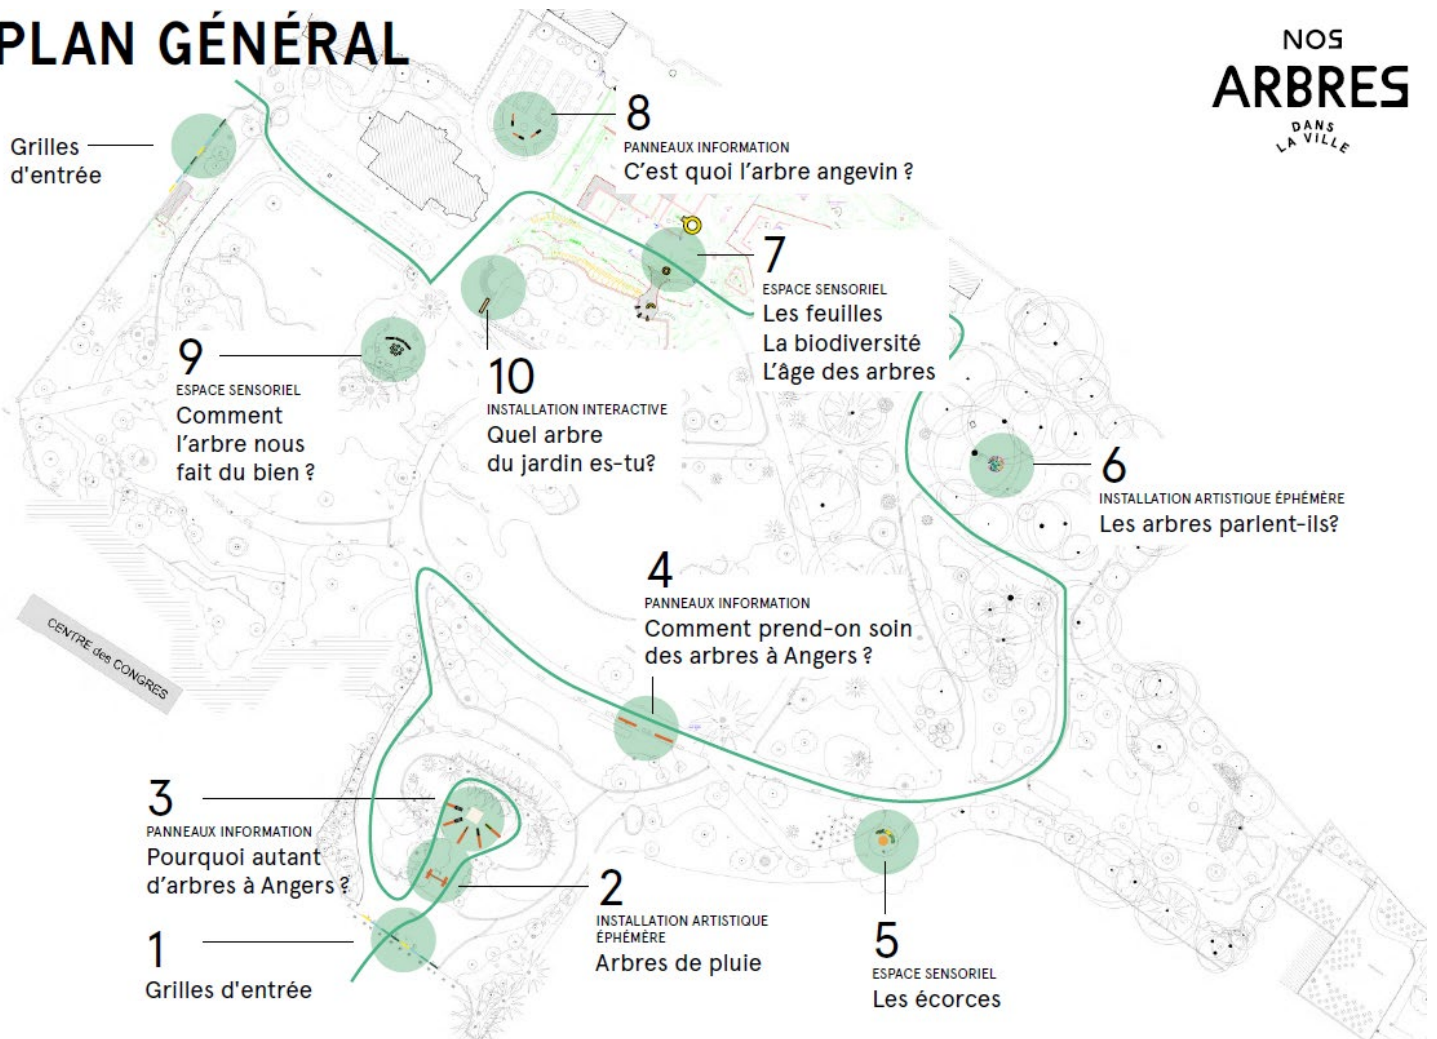 PLAN GÉNÉRAL
NOS
ARBRES
DANS
LA VILLE
Grilles
d'entrée
8
PANNEAUX INFORMATION
C'est quoi l'arbre angevin ?
7
ESPACE SENSORIEL
Les feuilles
La biodiversité
L'âge des arbres
9
ESPACE SENSORIEL
Comment
l'arbre nous
fait du bien ?
10
INSTALLATION INTERACTIVE
Quel arbre
du jardin es-tu?
6
INSTALLATION ARTISTIQUE ÉPHÉMÈRE
Les arbres parlent-ils?
4
PANNEAUX INFORMATION
Comment prend-on soin
des arbres à Angers ?
CENTRE des CONGRES
3
PANNEAUX INFORMATION
Pourquoi autant
d'arbres à Angers ?
2
INSTALLATION ARTISTIQUE
ÉPHÉMÈRE
Arbres de pluie
1
Grilles d'entrée
5
ESPACE SENSORIEL
Les écorces